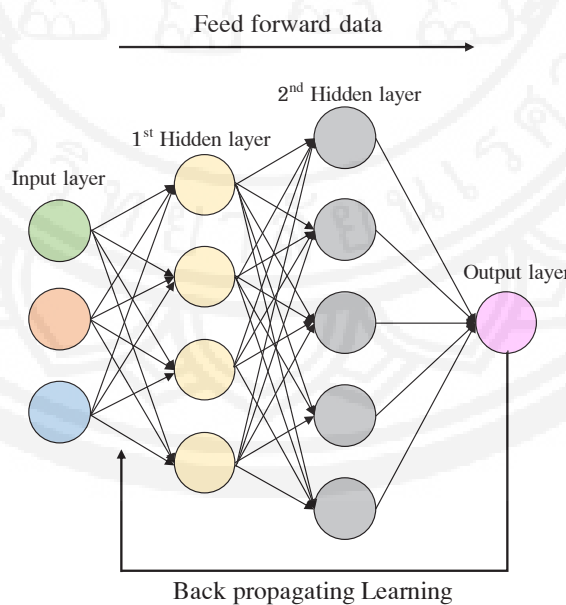 Feed forward data
2nd Hidden layer
1st Hidden layer
Input layer
Output layer
Back propagating Learning